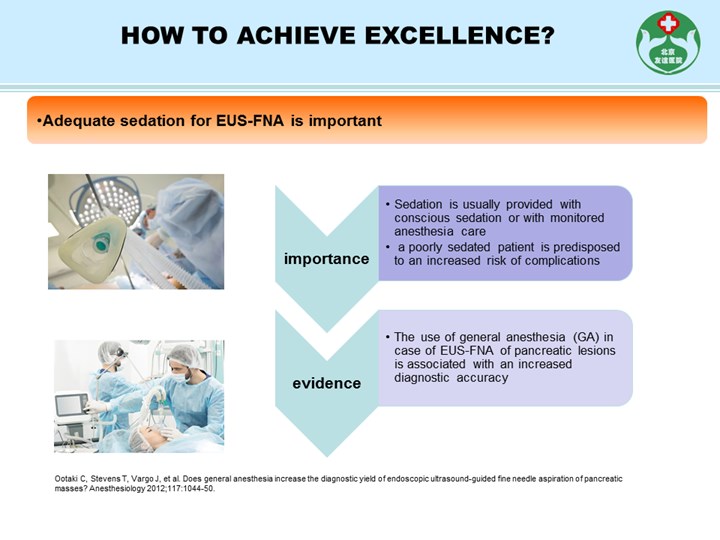 HOW TO ACHIEVE EXCELLENCE?
北京
友谊医院
•Adequate sedation for EUS-FNA is important
importance
• Sedation is usually provided with
conscious sedation or with monitored
anesthesia care
• a poorly sedated patient is predisposed
to an increased risk of complications
evidence
• The use of general anesthesia (GA) in
case of EUS-FNA of pancreatic lesions
is associated with an increased
diagnostic accuracy
Ootaki C, Stevens T, Vargo J, et al. Does general anesthesia increase the diagnostic yield of endoscopic ultrasound-guided fine needle aspiration of pancreatic
masses? Anesthesiology 2012;117:1044-50.